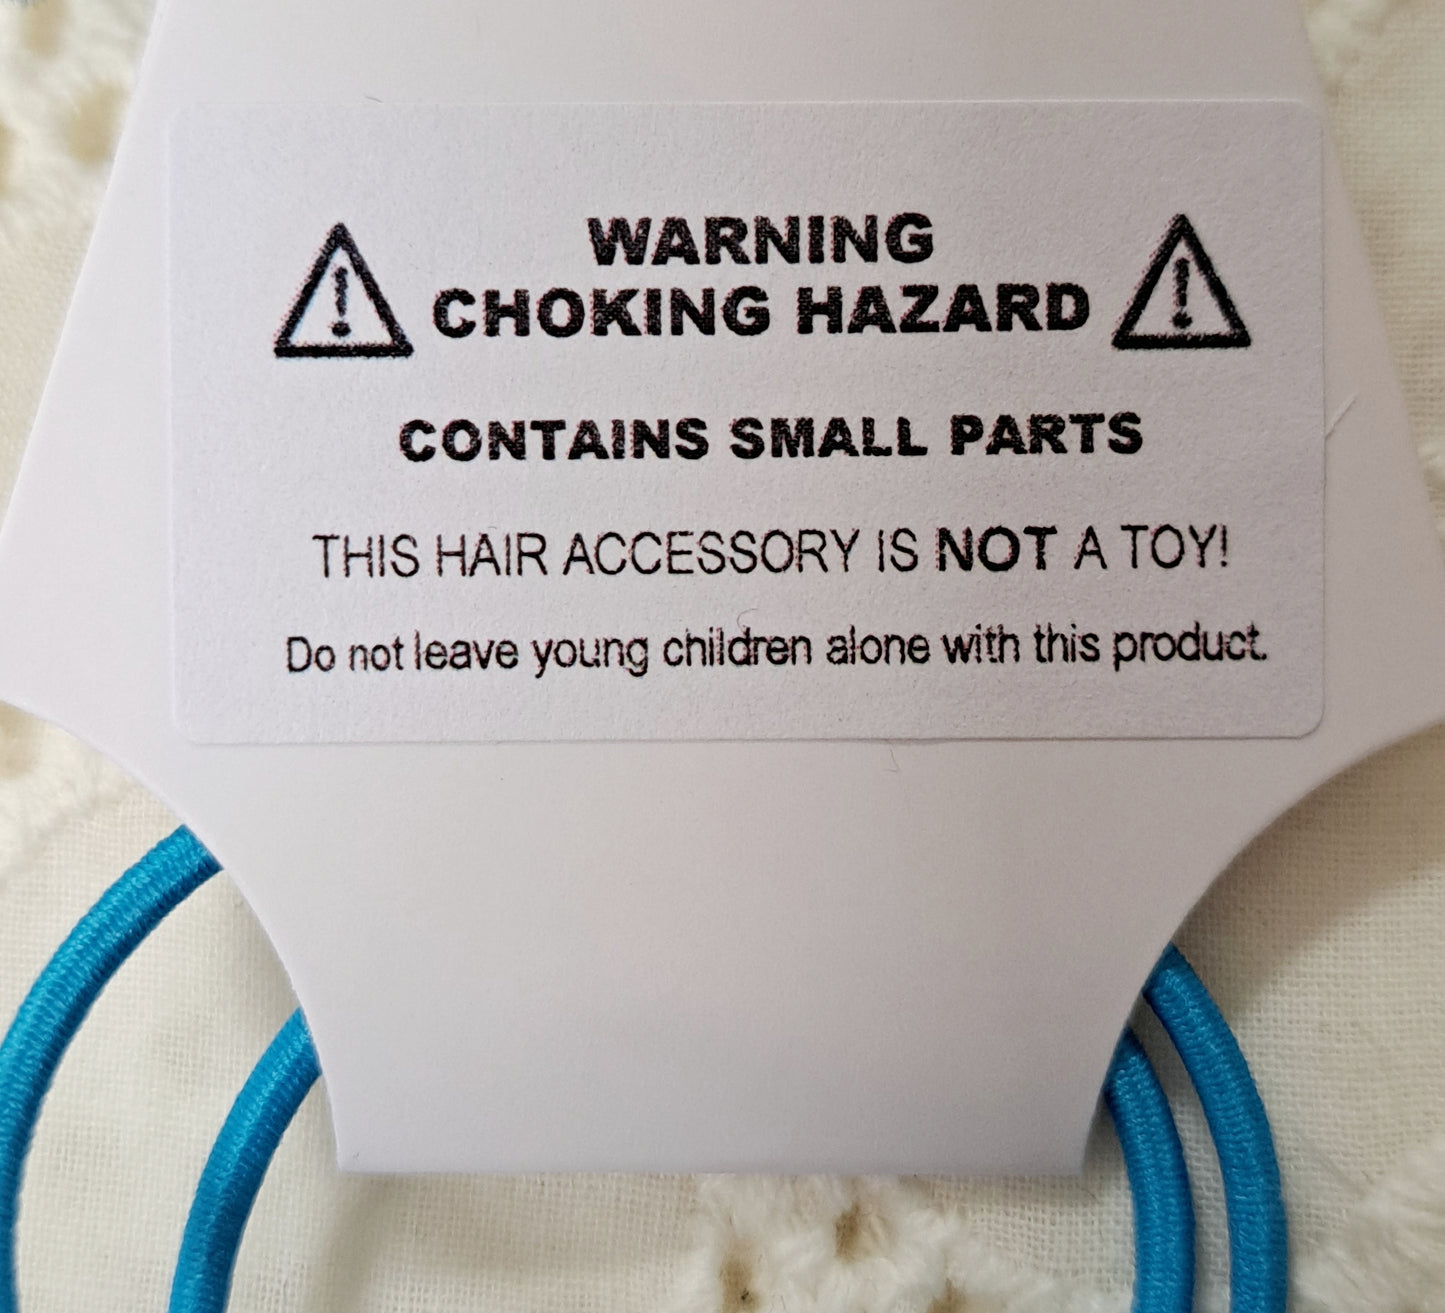 WARNING
CHOKING HAZARD
CONTAINS SMALL PARTS
THIS HAIR ACCESSORY IS NOT A TOY!
Do not leave young children alone with this product.